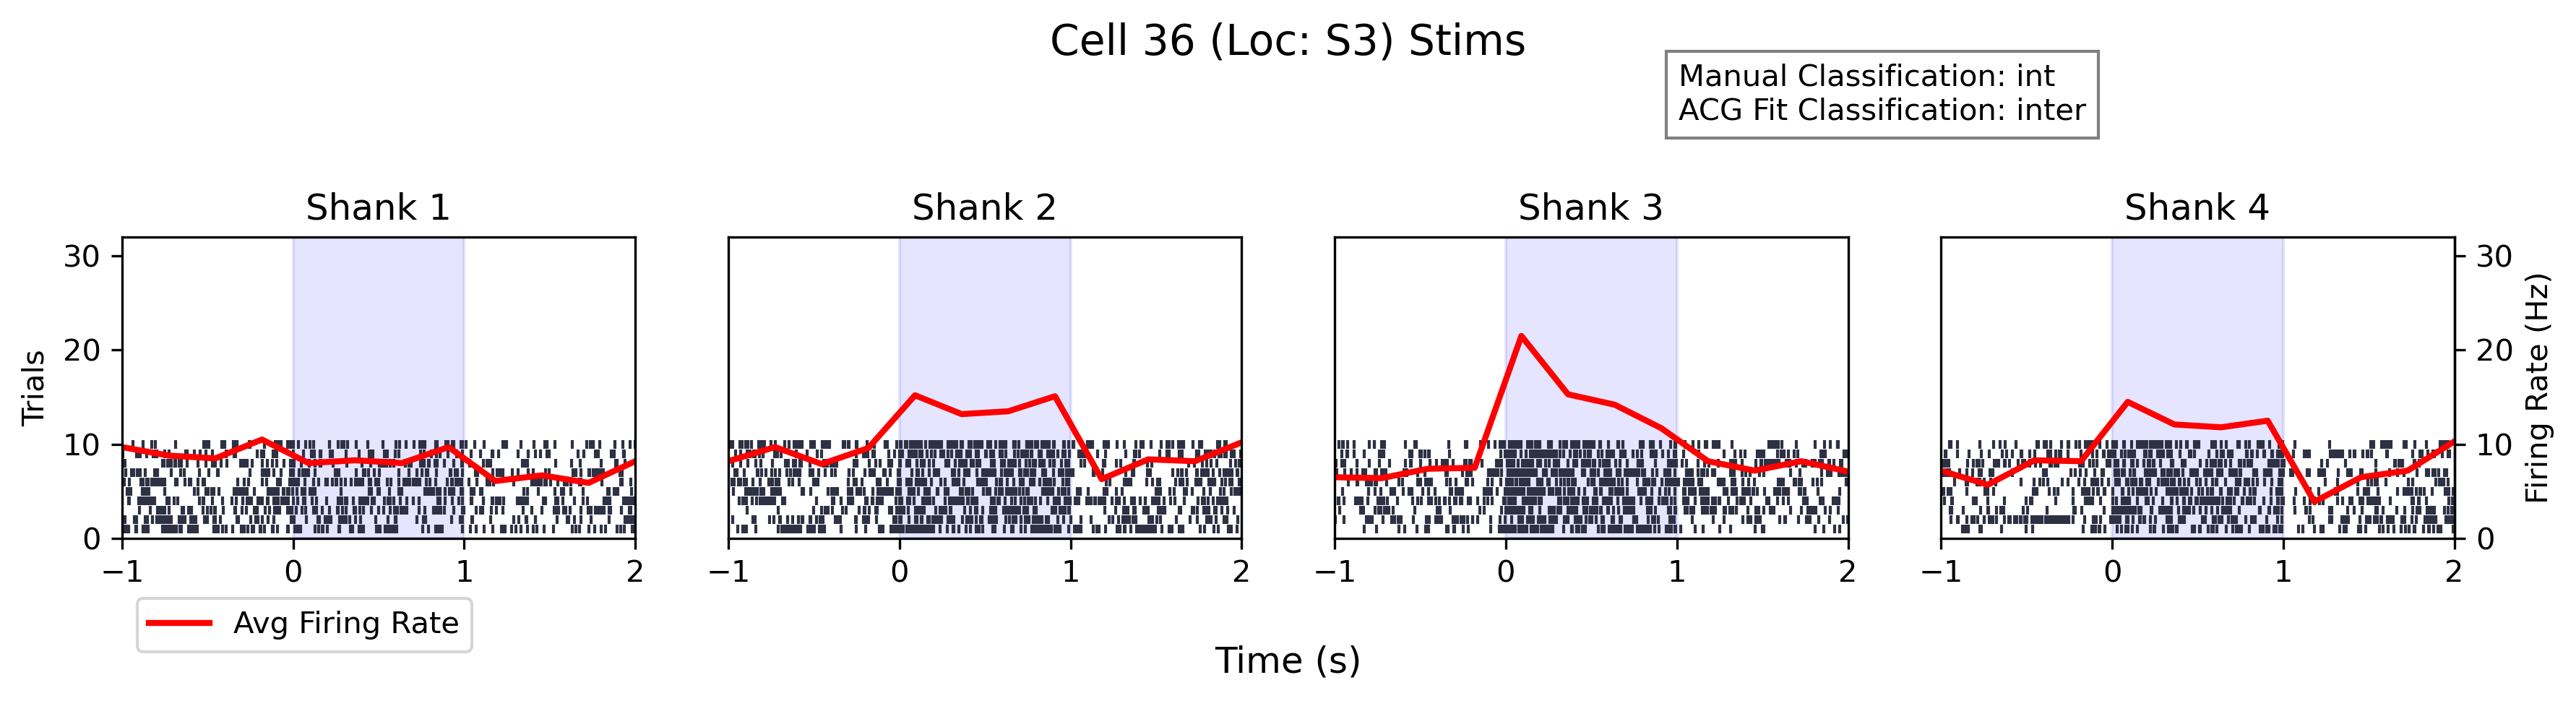 Cell 36 (Loc: S3) Stims
Manual Classification: int
ACG Fit Classification: inter
Shank 1
Shank 2
Shank 3
Shank 4
Trials
30
20
10
0
−1 0 1 2
−1 0 1 2
−1 0 1 2
−1 0 1 2
30
20
10
0
Firing Rate (Hz)
Avg Firing Rate
Time (s)